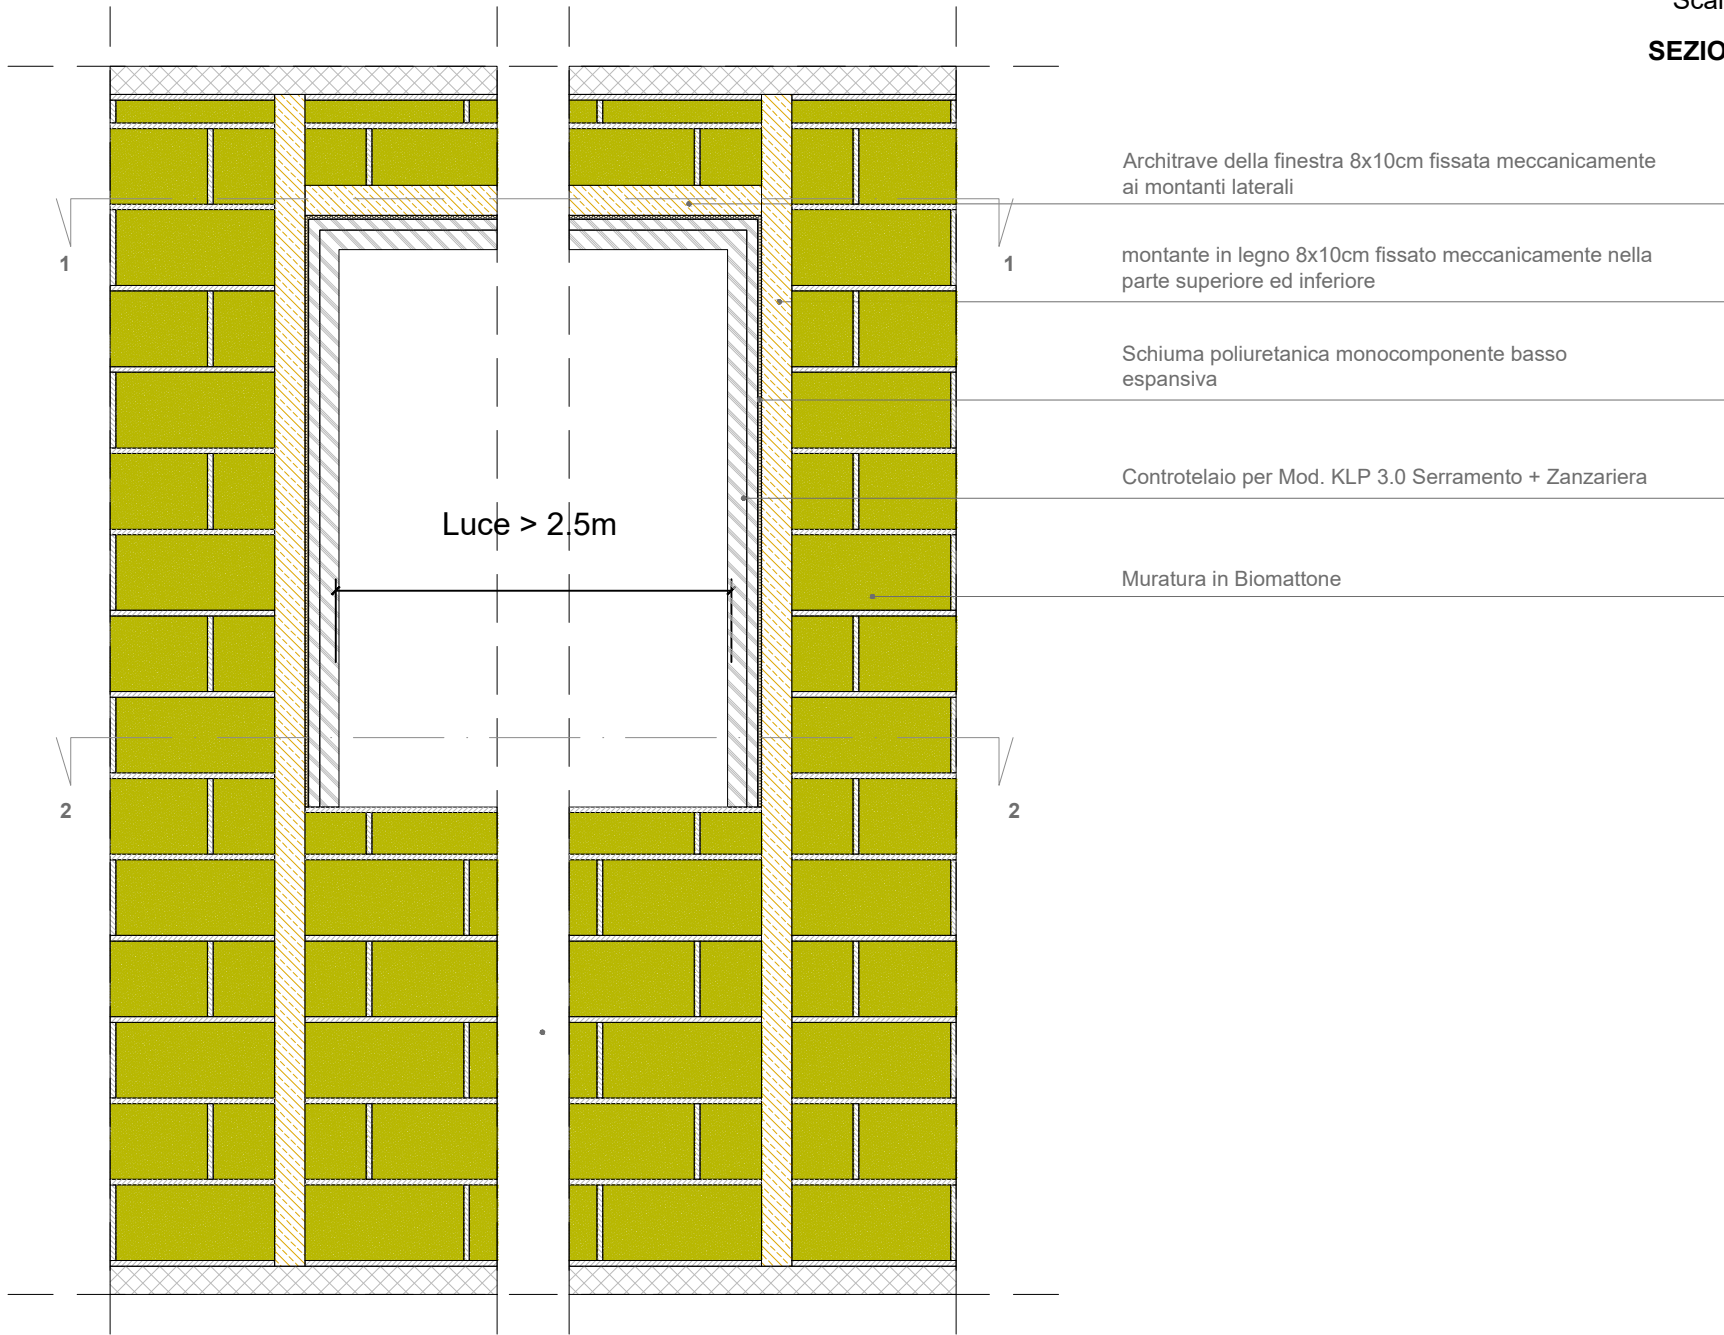 Scal
SEZIO
Architrave della finestra 8x10cm fissata meccanicamente
ai montanti laterali
1
1
montante in legno 8x10cm fissato meccanicamente nella
parte superiore ed inferiore
Schiuma poliuretanica monocomponente basso
espansiva
Controtelaio per Mod. KLP 3.0 Serramento + Zanzariera
Luce > 2.5m
Muratura in Biomattone
2
2